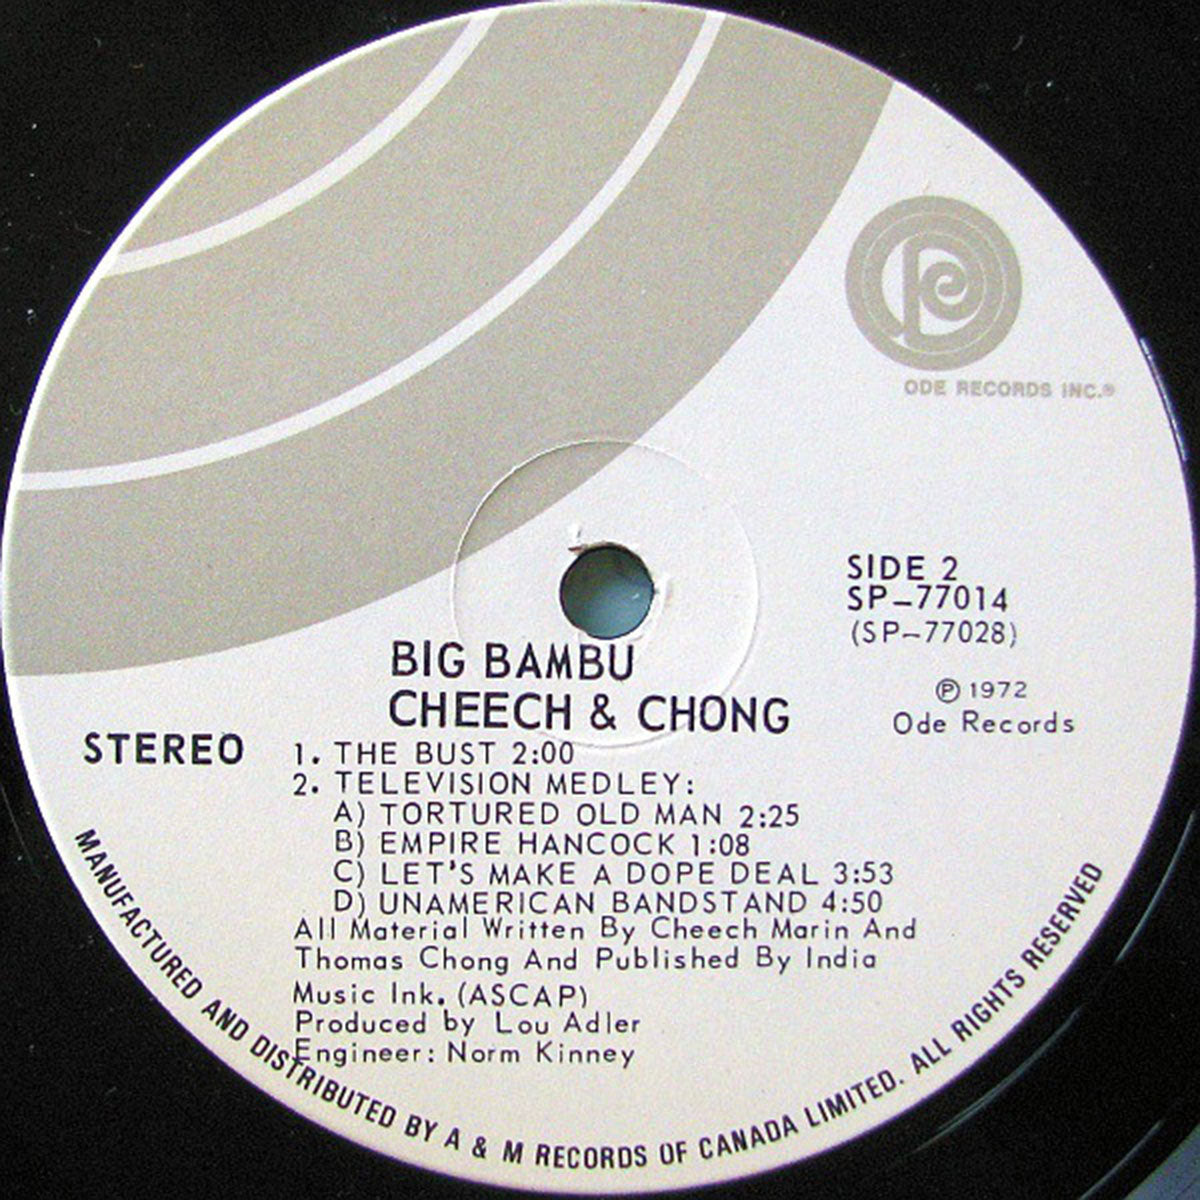 ODE RECORDS INC.®
SIDE 2
SP-77014
(SP-77028)
℗ 1972
Ode Records
BIG BAMBU
CHEECH & CHONG
STEREO
1. THE BUST 2:00
2. TELEVISION MEDLEY:
A) TORTURED OLD MAN 2:25
B) EMPIRE HANCOCK 1:08
C) LET'S MAKE A DOPE DEAL 3:53
D) UNAMERICAN BANDSTAND 4:50
All Material Written By Cheech Marin And
Thomas Chong And Published By India
Music Ink. (ASCAP)
Produced by Lou Adler
Engineer: Norm Kinney
MANUFACTURED AND DISTRIBUTED BY A & M RECORDS OF CANADA LIMITED. ALL RIGHTS RESERVED